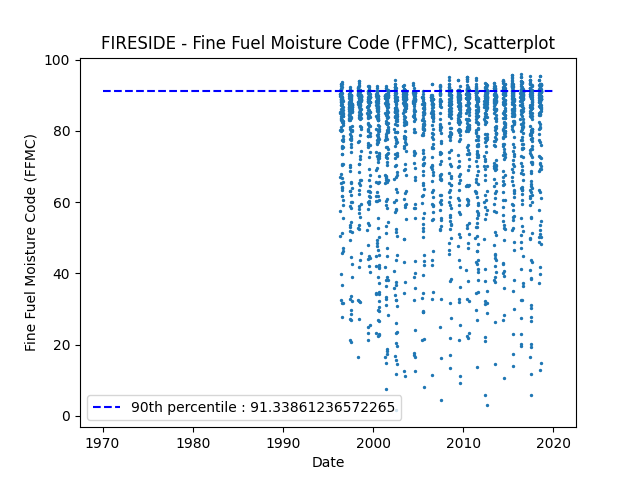 FIRESIDE - Fine Fuel Moisture Code (FFMC), Scatterplot
100
80
60
40
20
0
Fine Fuel Moisture Code (FFMC)
90th percentile : 91.33861236572265
1970 1980 1990 2000 2010 2020
Date